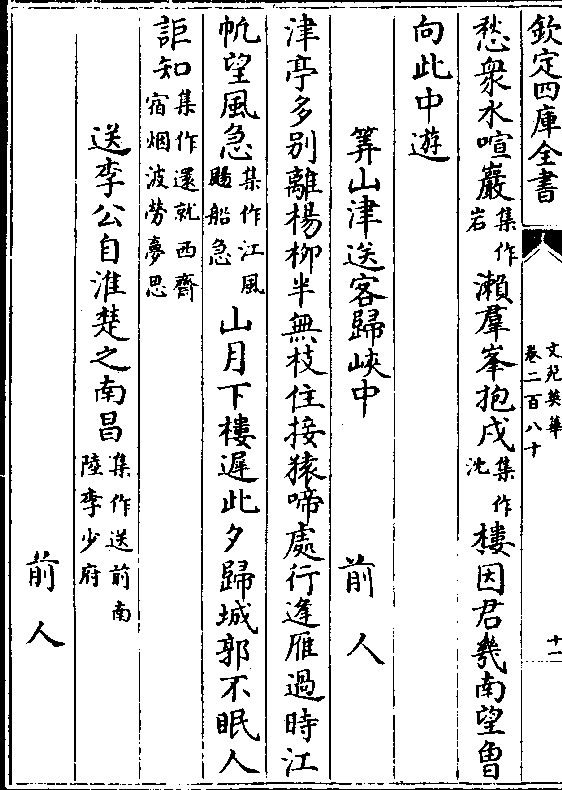 欽定四庫全書
文苑英華
卷二百八十
十一
愁衆水喧巖集作岩瀨羣峯抱戍集作沈樓因君幾南望曾
向此中遊
筭山津送客歸峽中
前人
津亭多别離楊柳半無枝住接猿啼處行逢雁過時江
帆望風急集作江風颺船急山月下樓遲此夕歸城郭不眠人
詎知集作還就西齋宿烟波勞夢思
送李公自淮楚之南昌集作送前南陸李少府
前人